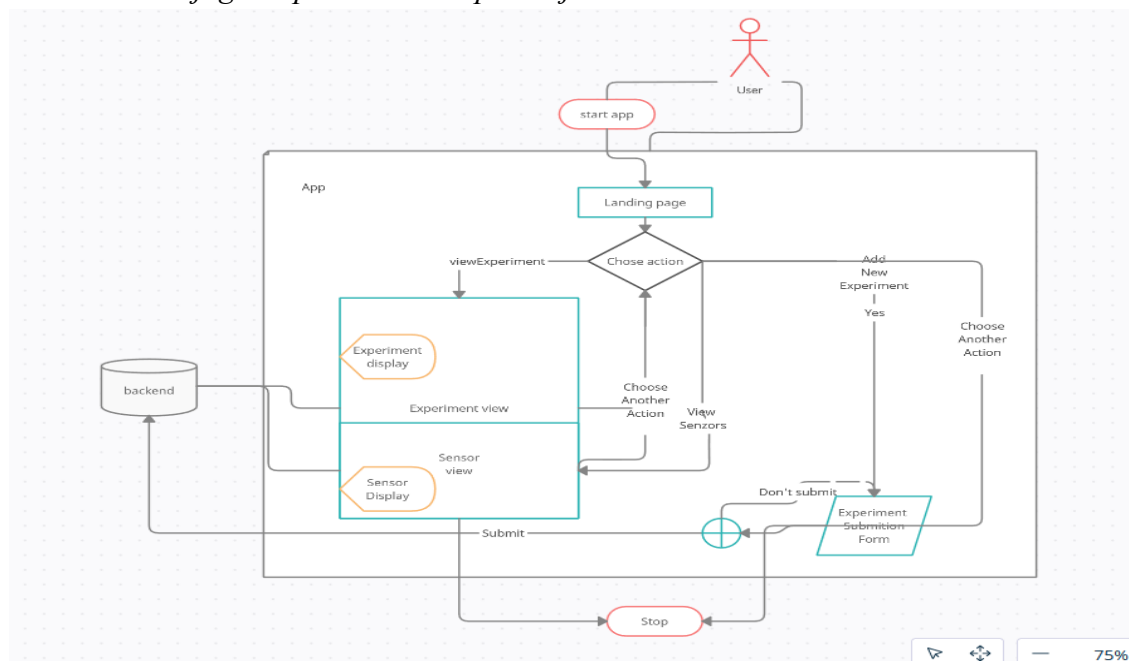 User
start app
App
Landing page
Chose action
viewExperiment
Add
New
Experiment
Yes
Choose
Another
Action
Experiment
display
backend
Experiment view
Choose
Another
Action
View
Senzors
Sensor
view
Sensor
Display
Don't submit
Experiment
Submition
Form
Submit
Stop
75%